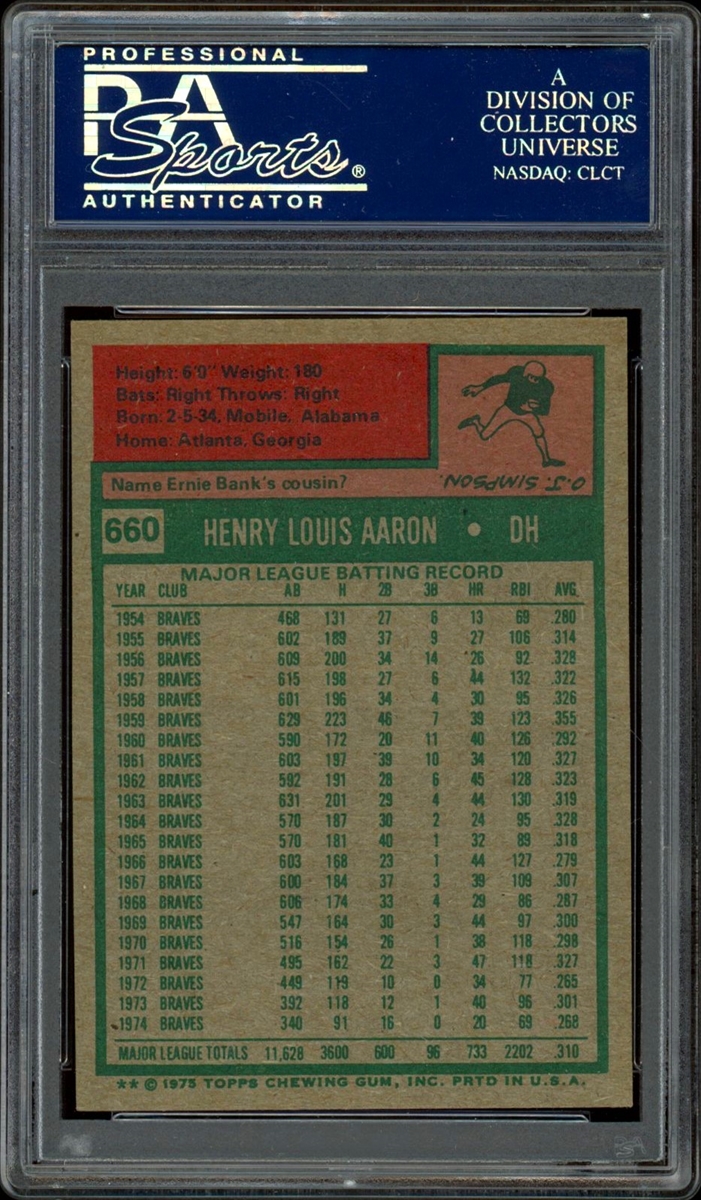 PROFESSIONAL
PSA
Sports®
AUTHENTICATOR
A
DIVISION OF
COLLECTORS
UNIVERSE
NASDAQ: CLCT
Height: 6'0" Weight: 180
Bats: Right Throws: Right
Born: 2-5-34, Mobile, Alabama
Home: Atlanta, Georgia
Name Ernie Bank's cousin?
O.J. SIMPSON.
660 HENRY LOUIS AARON • DH
MAJOR LEAGUE BATTING RECORD
YEAR CLUB AB H 2B 3B HR RBI AVG.
1954 BRAVES 468 131 27 6 13 69 .280
1955 BRAVES 602 189 37 9 27 106 .314
1956 BRAVES 609 200 34 14 26 92 .328
1957 BRAVES 615 198 27 6 44 132 .322
1958 BRAVES 601 196 34 4 30 95 .326
1959 BRAVES 629 223 46 7 39 123 .355
1960 BRAVES 590 172 20 11 40 126 .292
1961 BRAVES 603 197 39 10 34 120 .327
1962 BRAVES 592 191 28 6 45 128 .323
1963 BRAVES 631 201 29 4 44 130 .319
1964 BRAVES 570 187 30 2 24 95 .328
1965 BRAVES 570 181 40 1 32 89 .318
1966 BRAVES 603 168 23 1 44 127 .279
1967 BRAVES 600 184 37 3 39 109 .307
1968 BRAVES 606 174 33 4 29 86 .287
1969 BRAVES 547 164 30 3 44 97 .300
1970 BRAVES 516 154 26 1 38 118 .298
1971 BRAVES 495 162 22 3 47 118 .327
1972 BRAVES 449 119 10 0 34 77 .265
1973 BRAVES 392 118 12 1 40 96 .301
1974 BRAVES 340 91 16 0 20 69 .268
MAJOR LEAGUE TOTALS 11,628 3600 600 96 733 2202 .310
** © 1975 TOPPS CHEWING GUM, INC. PRTD IN U.S.A.